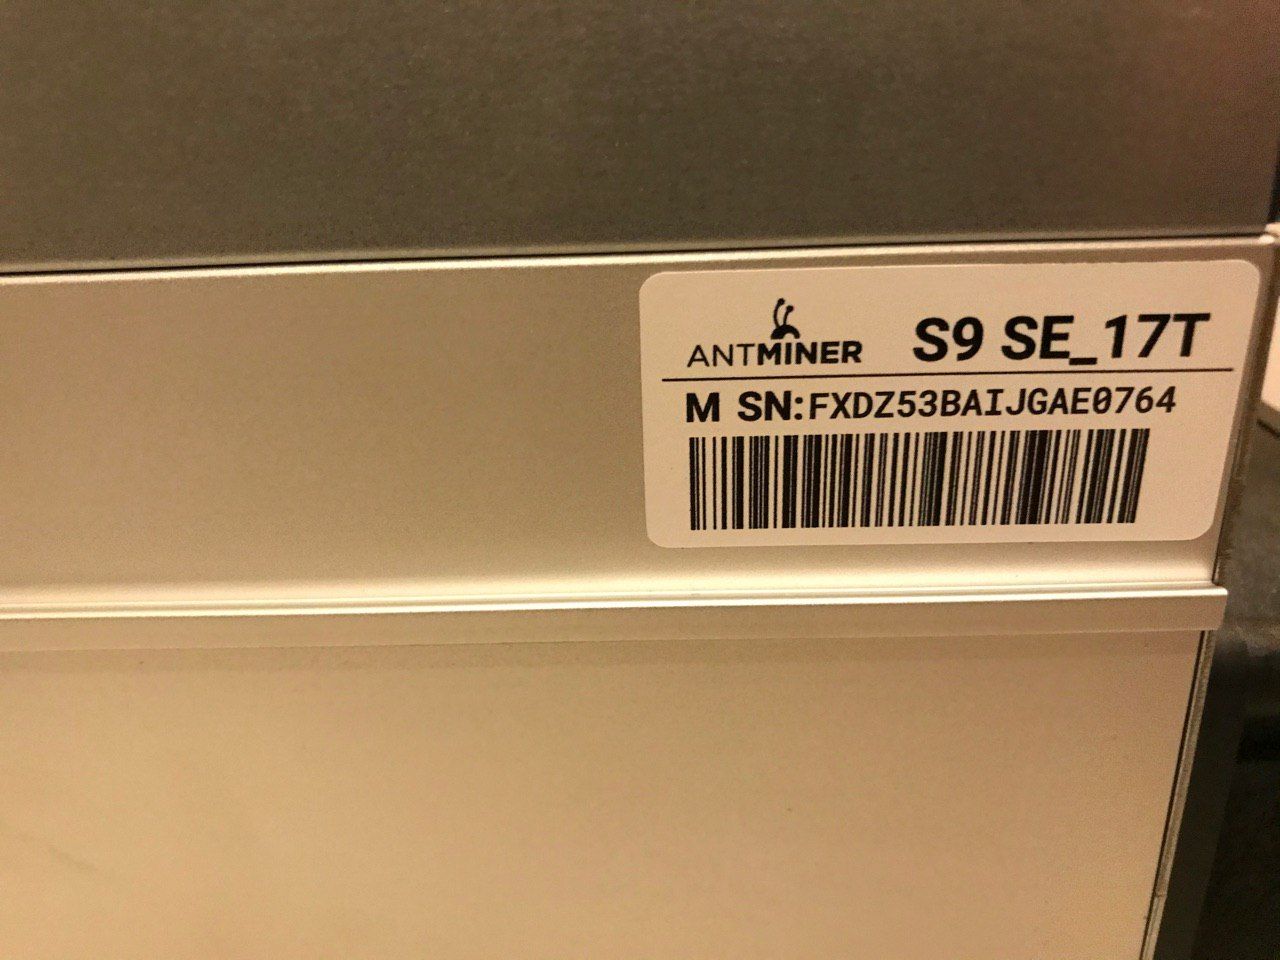 ANTMINER S9 SE_17T
M SN:FXDZ53BAIJGAE0764